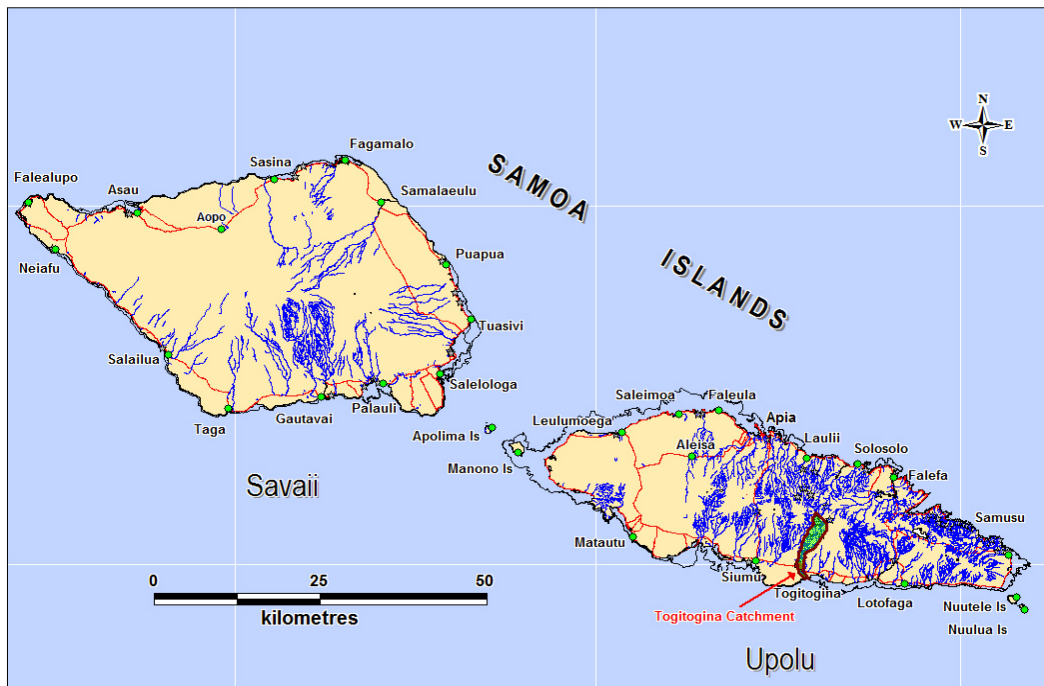 N
W E
S
Fagamalo
Sasina
SAMOA
Falealupo
Asau
Samalaeulu
Aopo
Neiafu
Puapua
ISLANDS
Tuasivi
Salailua
Salelologa
Palauli
Gautavai
Taga
Saleimoa
Faleula
Leulumoega
Apia
Apolima Is
Aleisa
Laulii
Solosolo
Manono Is
Falefa
Savaii
Samusu
Matautu
Siumu
0 25 50
kilometres
Togitogina
Lotofaga
Nuutele Is
Togitogina Catchment
Nuulua Is
Upolu